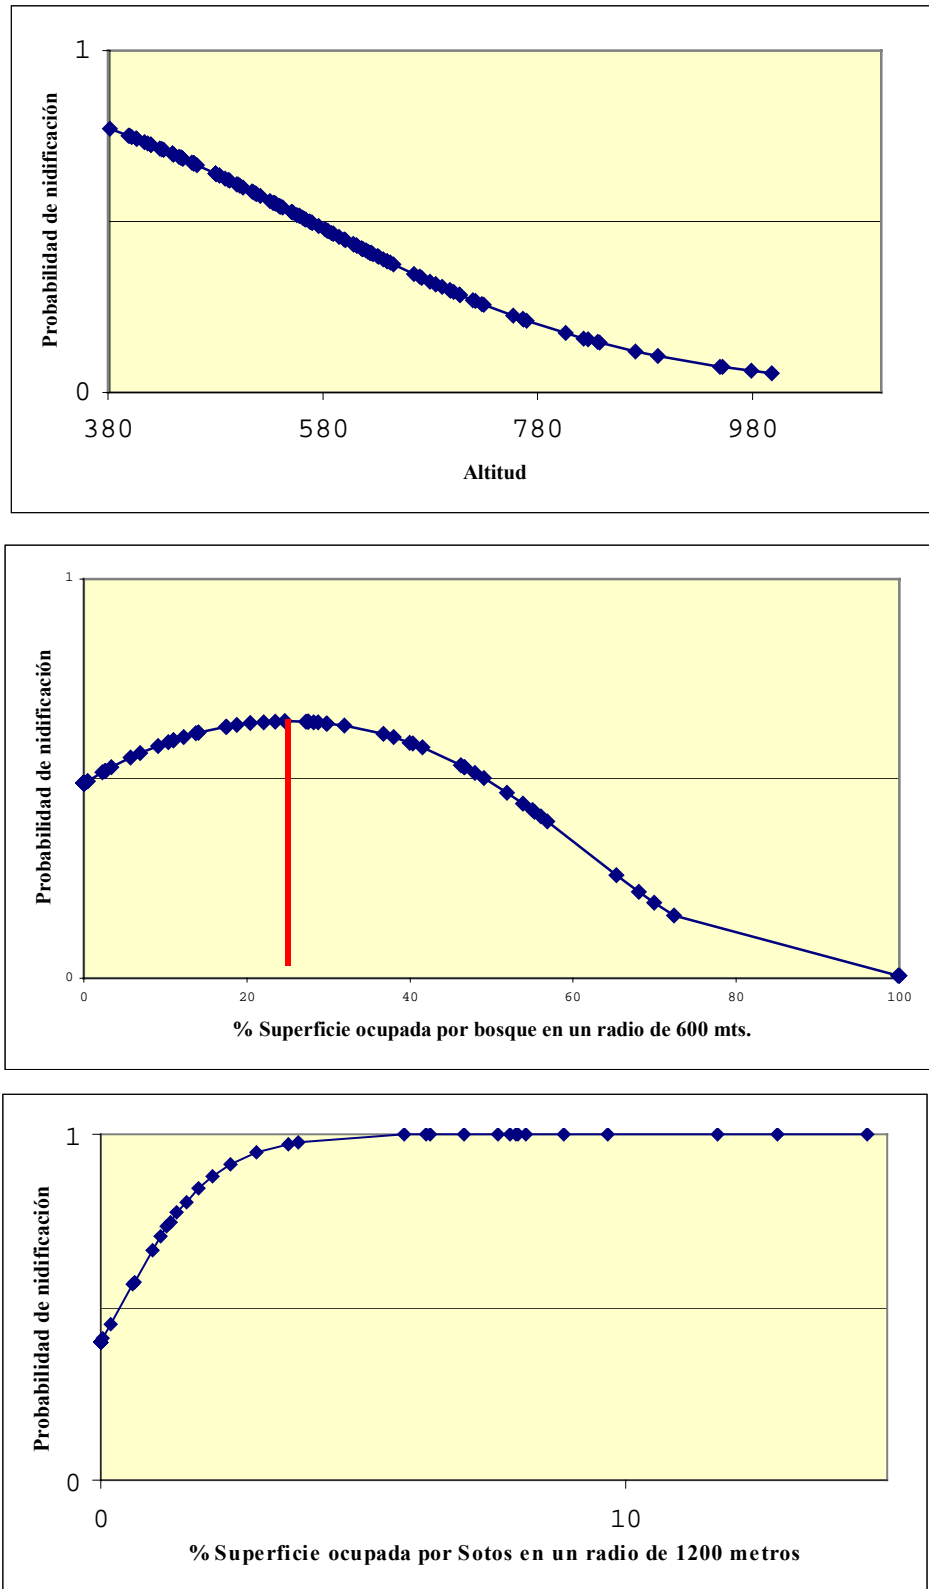 1
Probabilidad de nidificación
0
380 580 780 980
Altitud
1
Probabilidad de nidificación
0
0 20 40 60 80 100
% Superficie ocupada por bosque en un radio de 600 mts.
1
Probabilidad de nidificación
0
0 10
% Superficie ocupada por Sotos en un radio de 1200 metros